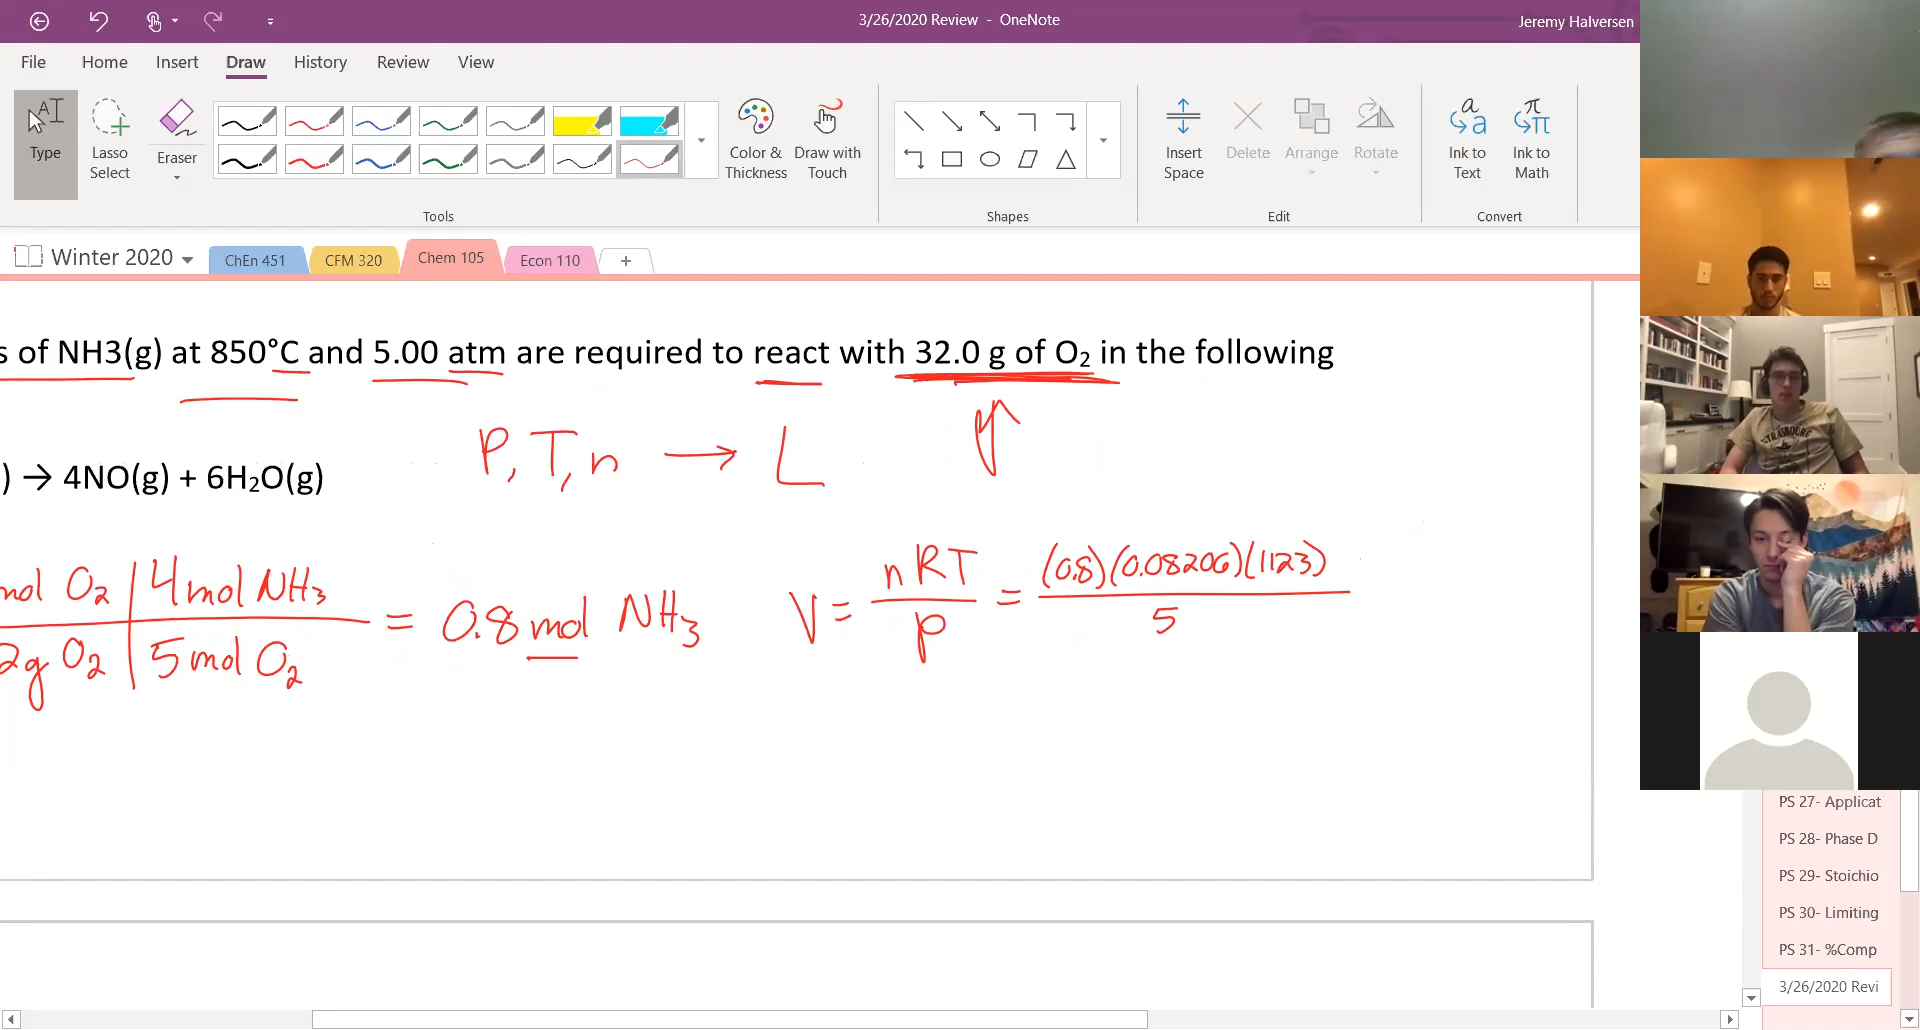 3/26/2020 Review - OneNote
Jeremy Halversen
File Home Insert Draw History Review View
Type
Lasso Select
Eraser
Color & Thickness
Draw with Touch
Insert Space
Delete
Arrange
Rotate
Ink to Text
Ink to Math
Tools
Shapes
Edit
Convert
Winter 2020
ChEn 451
CFM 320
Chem 105
Econ 110
+
s of NH3(g) at 850°C and 5.00 atm are required to react with 32.0 g of O₂ in the following
P, T, n → L
) → 4NO(g) + 6H₂O(g)
mol O₂ | 4 mol NH₃
2g O₂ | 5 mol O₂
= 0.8 mol NH₃
V = nRT / P = (0.8)(0.08206)(1123) / 5
STRASBOURG
PS 27- Applicat
PS 28- Phase D
PS 29- Stoichio
PS 30- Limiting
PS 31- %Comp
3/26/2020 Revi